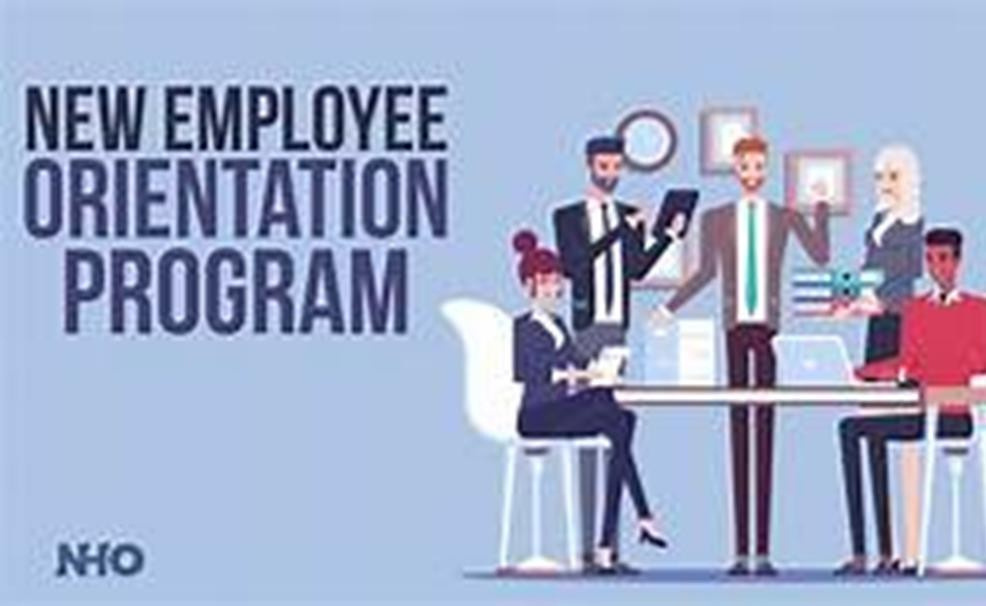 NEW EMPLOYEE
ORIENTATION
PROGRAM
NHO